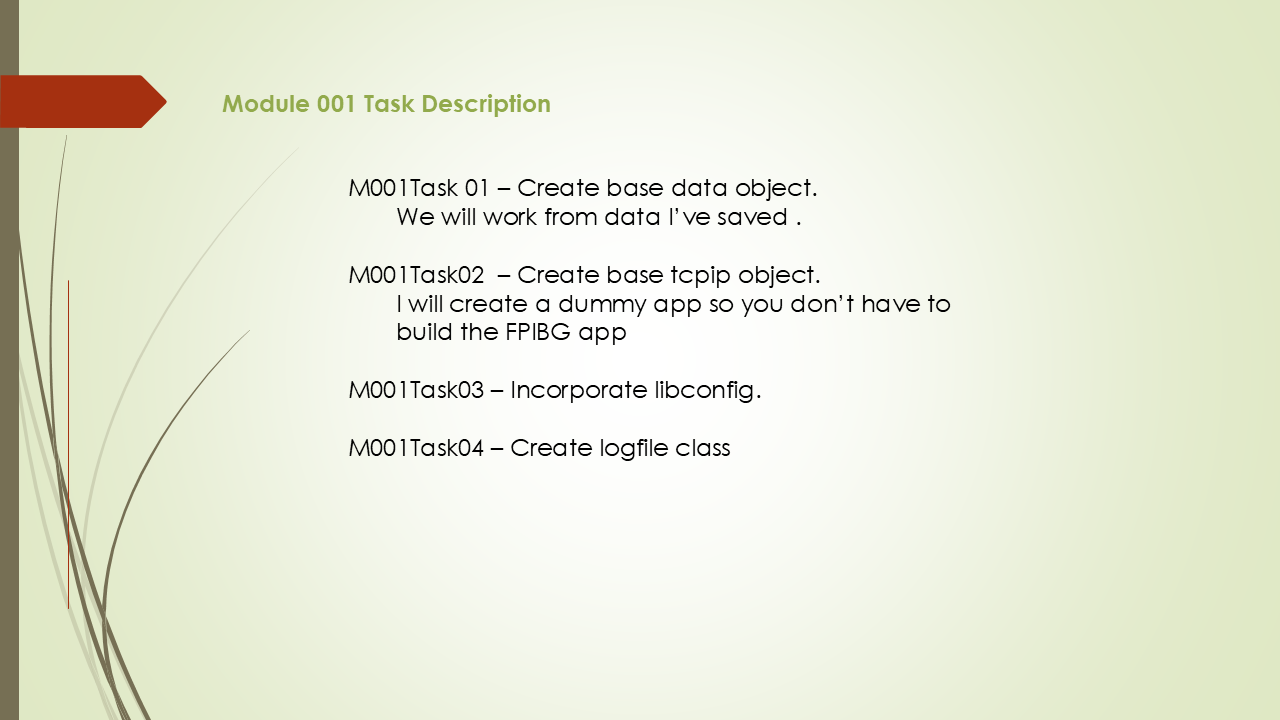 Module 001 Task Description
M001Task 01 – Create base data object.
We will work from data I’ve saved .
M001Task02  – Create base tcpip object.
I will create a dummy app so you don’t have to
build the FPIBG app
M001Task03 – Incorporate libconfig.
M001Task04 – Create logfile class